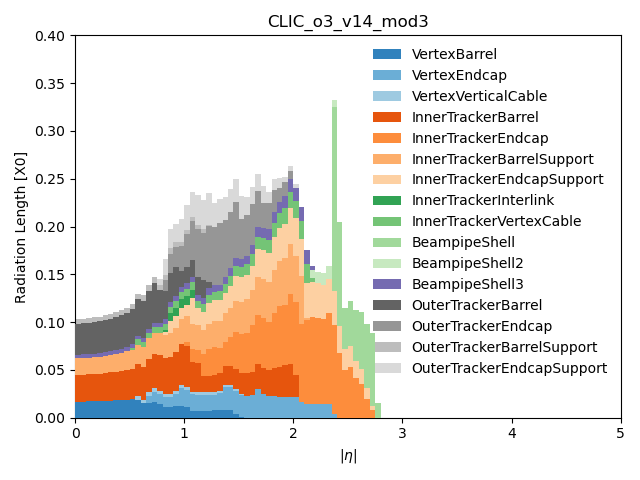 CLIC_o3_v14_mod3
Radiation Length [X0]
0.40
0.35
0.30
0.25
0.20
0.15
0.10
0.05
0.00
0
1
2
3
4
5
|η|
VertexBarrel
VertexEndcap
VertexVerticalCable
InnerTrackerBarrel
InnerTrackerEndcap
InnerTrackerBarrelSupport
InnerTrackerEndcapSupport
InnerTrackerInterlink
InnerTrackerVertexCable
BeampipeShell
BeampipeShell2
BeampipeShell3
OuterTrackerBarrel
OuterTrackerEndcap
OuterTrackerBarrelSupport
OuterTrackerEndcapSupport